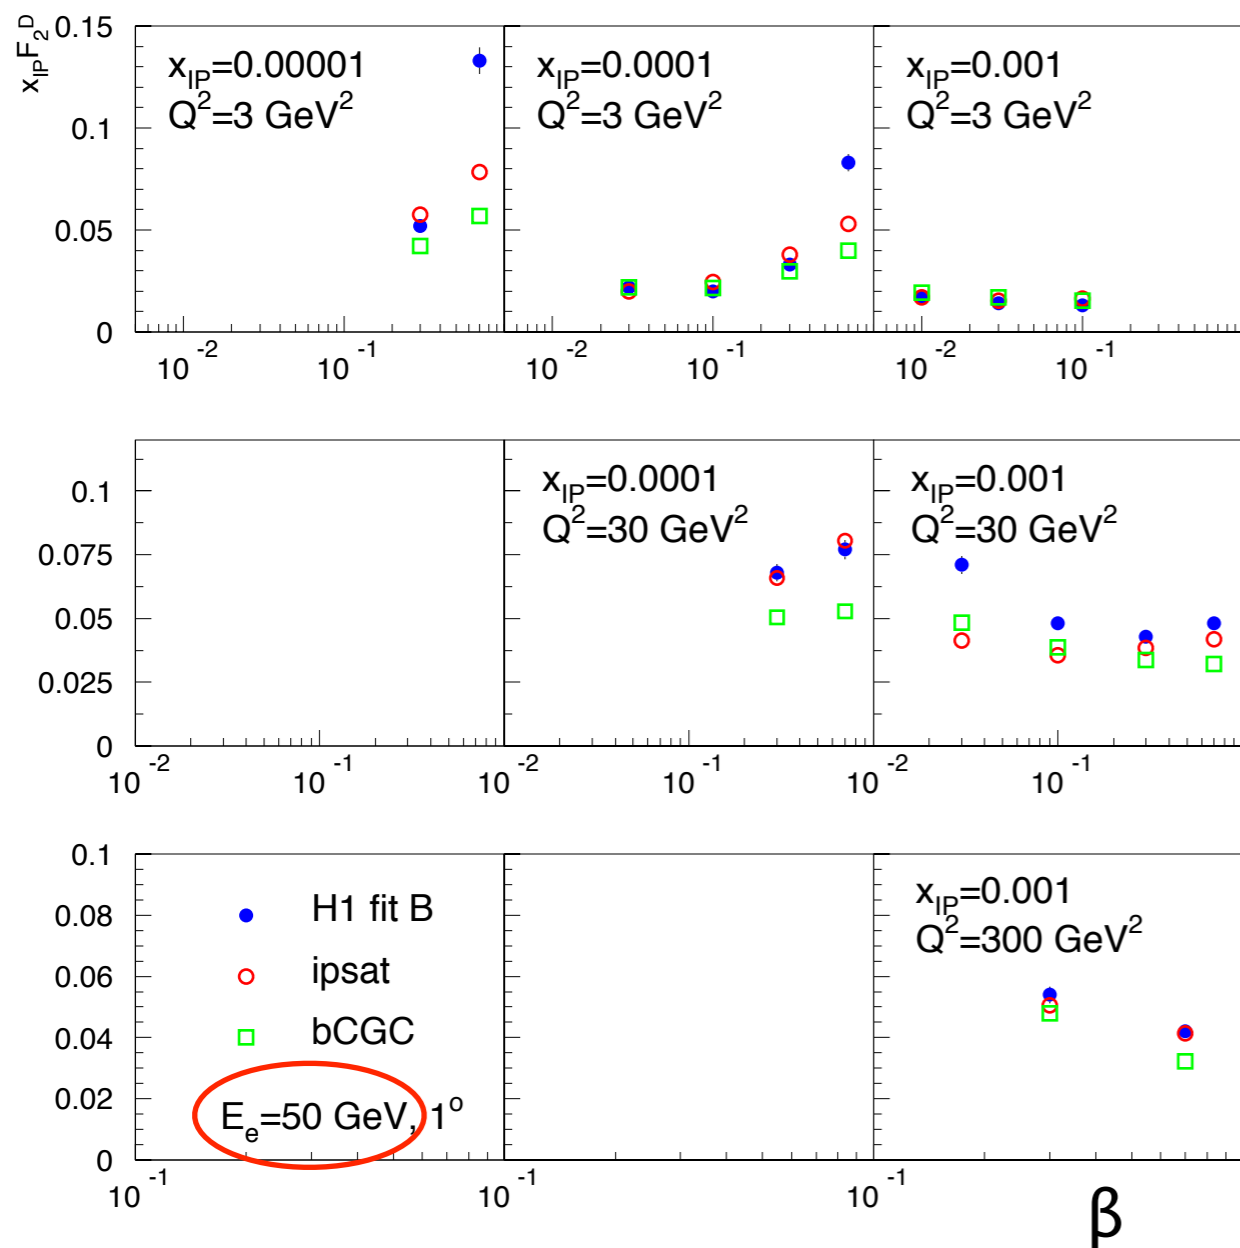 x_IP F_2^D
0.15
0.1
0.05
0
x_IP=0.00001
Q^2=3 GeV^2
x_IP=0.0001
Q^2=3 GeV^2
x_IP=0.001
Q^2=3 GeV^2
10^-2 10^-1 10^-2 10^-1 10^-2 10^-1
0.1
0.075
0.05
0.025
0
x_IP=0.0001
Q^2=30 GeV^2
x_IP=0.001
Q^2=30 GeV^2
10^-2 10^-1 10^-2 10^-1 10^-2 10^-1
0.1
0.08
0.06
0.04
0.02
0
H1 fit B
ipsat
bCGC
E_e=50 GeV, 1^o
x_IP=0.001
Q^2=300 GeV^2
10^-1 10^-1 10^-1
β